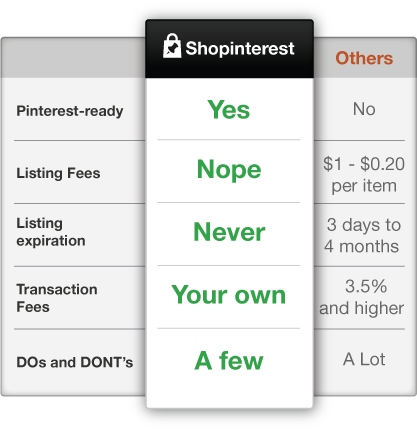 Shopinterest
Others
Pinterest-ready
Yes
No
Listing Fees
Nope
$1 - $0.20
per item
Listing
expiration
Never
3 days to
4 months
Transaction
Fees
Your own
3.5%
and higher
DOs and DONT's
A few
A Lot